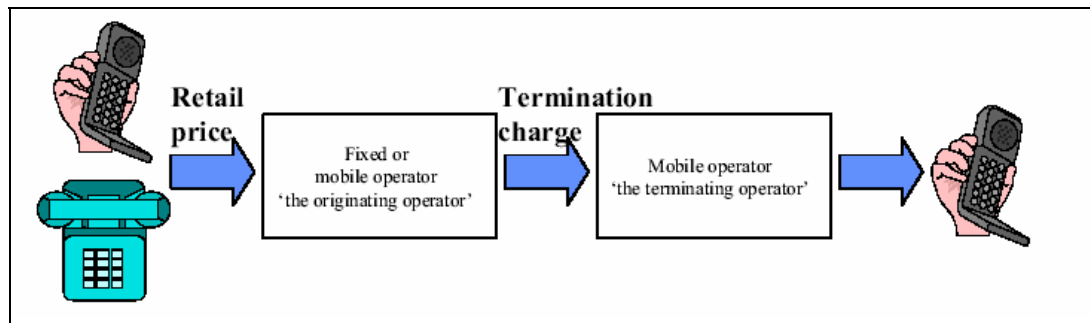 Retail
price
Termination
charge
Fixed or
mobile operator
‘the originating operator’
Mobile operator
‘the terminating operator’